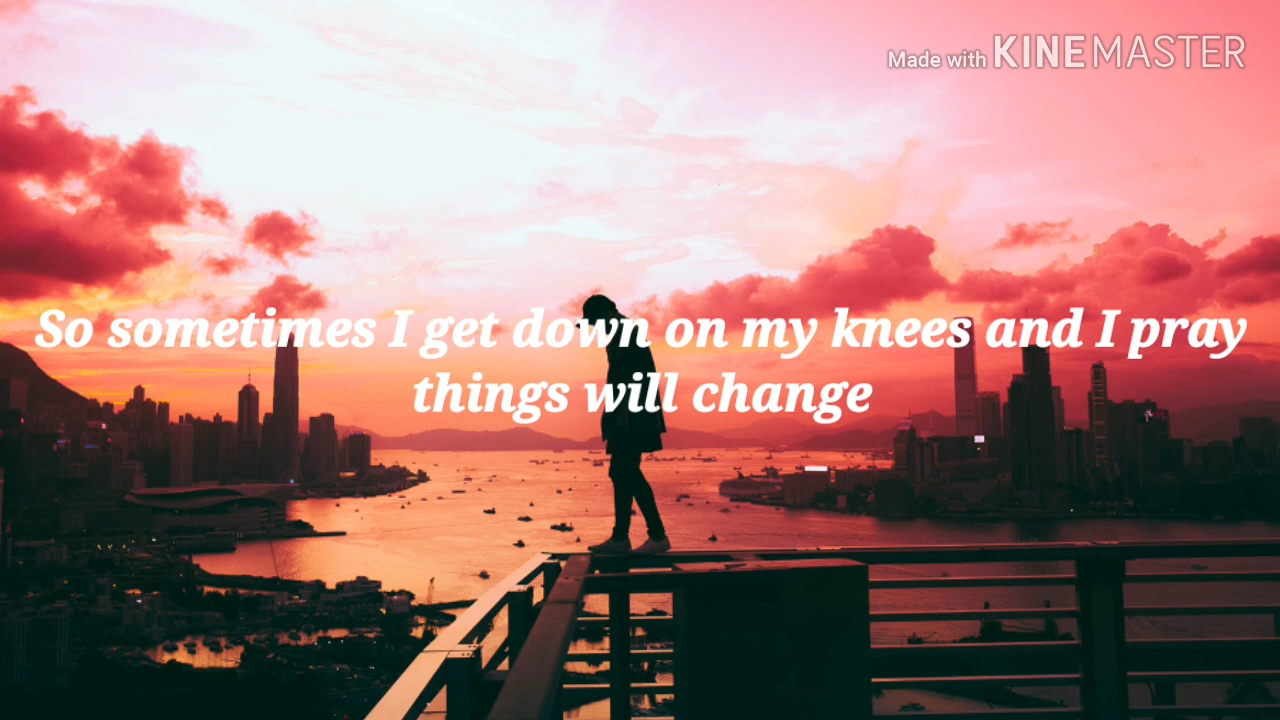 Made with KINEMASTER
So sometimes I get down on my knees and I pray
things will change